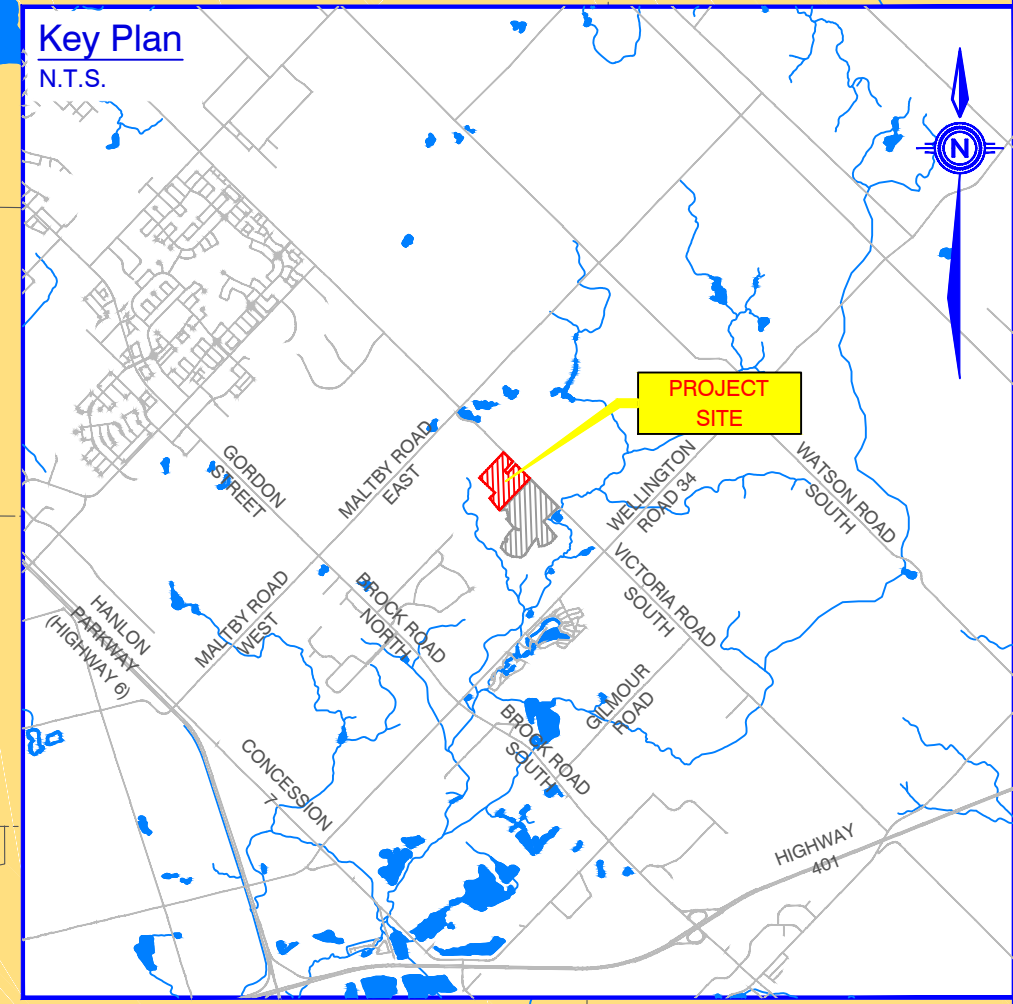 Key Plan
N.T.S.
N
PROJECT
SITE
GORDON
STREET
MALTBY ROAD
EAST
WELLINGTON
ROAD 34
WATSON ROAD
SOUTH
VICTORIA ROAD
SOUTH
BROCK ROAD
NORTH
MALTBY ROAD
WEST
HANLON
PARKWAY
(HIGHWAY 6)
GILMOUR
ROAD
BROCK ROAD
SOUTH
CONCESSION
7
HIGHWAY
401